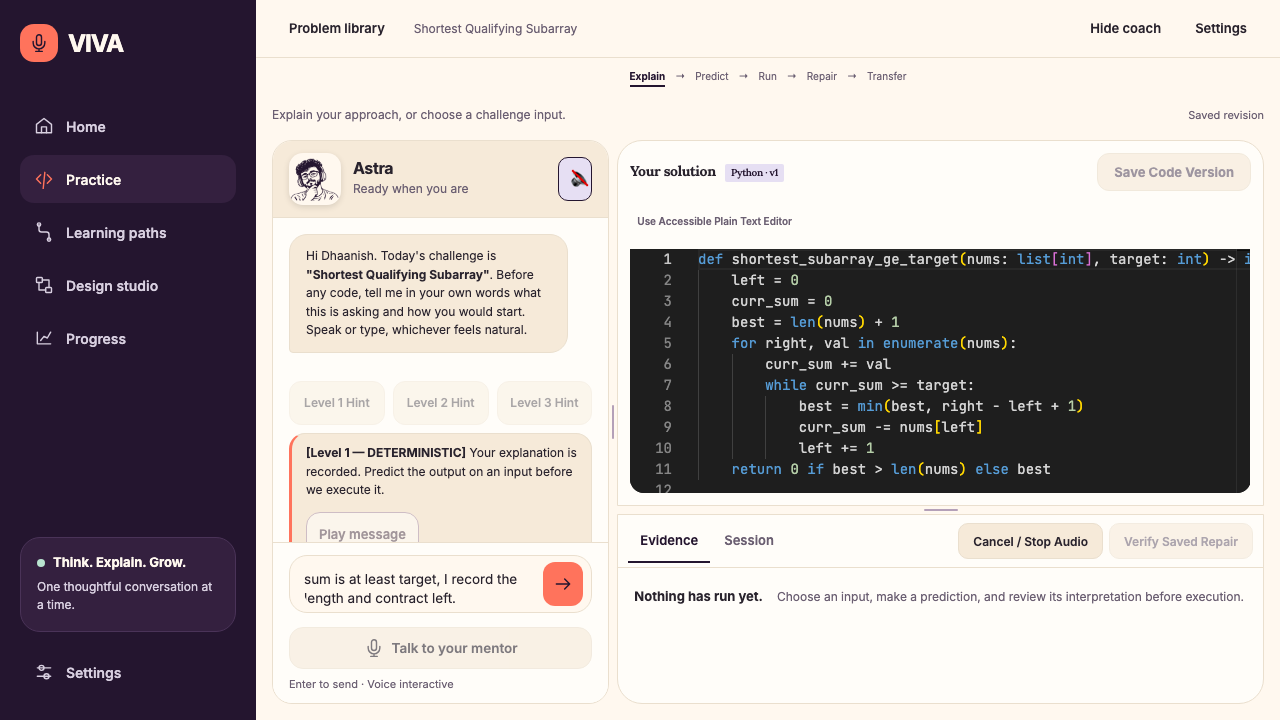 VIVA
Home
Practice
Learning paths
Design studio
Progress
Think. Explain. Grow.
One thoughtful conversation at
a time.
Settings
Problem library
Shortest Qualifying Subarray
Hide coach
Settings
Explain → Predict → Run → Repair → Transfer
Explain your approach, or choose a challenge input.
Saved revision
Astra
Ready when you are
Hi Dhaanish. Today's challenge is
"Shortest Qualifying Subarray". Before
any code, tell me in your own words what
this is asking and how you would start.
Speak or type, whichever feels natural.
Level 1 Hint
Level 2 Hint
Level 3 Hint
[Level 1 — DETERMINISTIC] Your explanation is
recorded. Predict the output on an input before
we execute it.
Play message
sum is at least target, I record the
length and contract left.
Talk to your mentor
Enter to send · Voice interactive
Your solution
Python · v1
Save Code Version
Use Accessible Plain Text Editor
1 def shortest_subarray_ge_target(nums: list[int], target: int) -> i
2 left = 0
3 curr_sum = 0
4 best = len(nums) + 1
5 for right, val in enumerate(nums):
6 curr_sum += val
7 while curr_sum >= target:
8 best = min(best, right - left + 1)
9 curr_sum -= nums[left]
10 left += 1
11 return 0 if best > len(nums) else best
12
Evidence
Session
Cancel / Stop Audio
Verify Saved Repair
Nothing has run yet. Choose an input, make a prediction, and review its interpretation before execution.